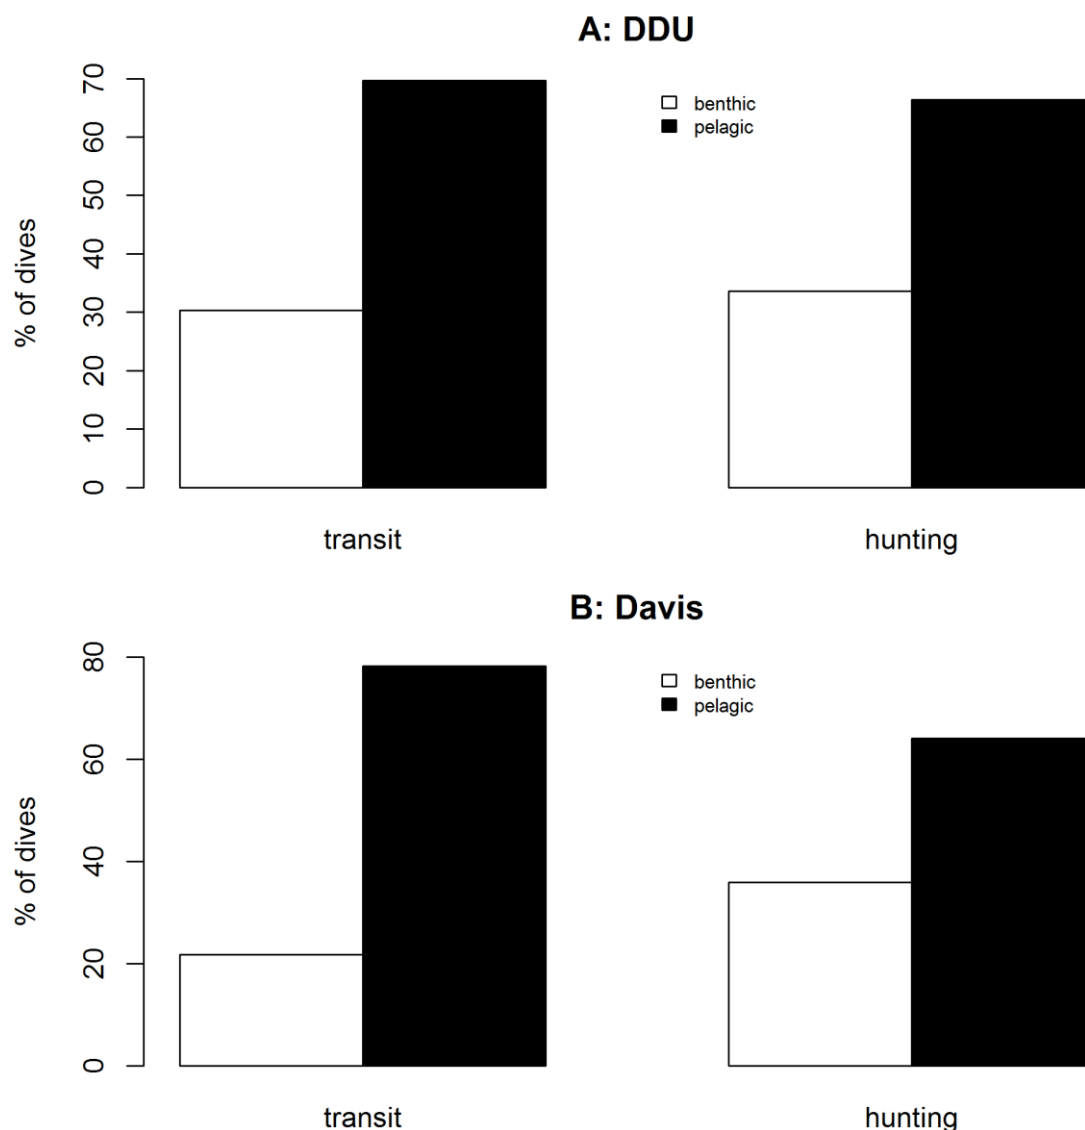 A: DDU
70
60
50
40
30
20
10
0
% of dives
benthic
pelagic
transit
hunting
B: Davis
80
60
40
20
0
% of dives
benthic
pelagic
transit
hunting